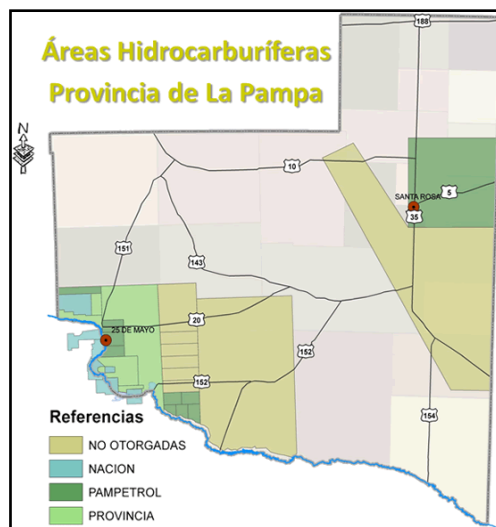 Áreas Hidrocarburíferas
Provincia de La Pampa
188
N
10
SANTA ROSA
5
35
151
143
25 DE MAYO
20
152
152
154
Referencias
NO OTORGADAS
NACION
PAMPETROL
PROVINCIA